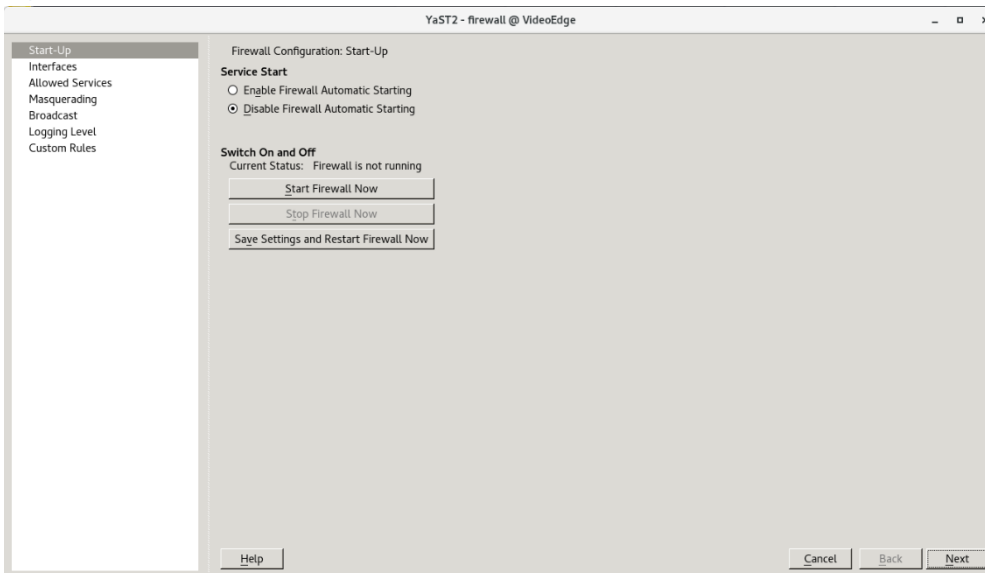 YaST2 - firewall @ VideoEdge
Start-Up
Interfaces
Allowed Services
Masquerading
Broadcast
Logging Level
Custom Rules
Firewall Configuration: Start-Up
Service Start
Enable Firewall Automatic Starting
Disable Firewall Automatic Starting
Switch On and Off
Current Status: Firewall is not running
Start Firewall Now
Stop Firewall Now
Save Settings and Restart Firewall Now
Help
Cancel
Back
Next